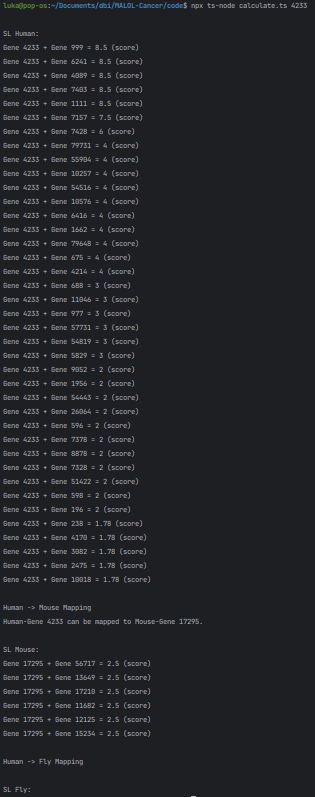 luka@pop-os:~/Documents/dbi/MALOL-Cancer/code$ npx ts-node calculate.ts 4233
SL Human:
Gene 4233 + Gene 999 = 8.5 (score)
Gene 4233 + Gene 6241 = 8.5 (score)
Gene 4233 + Gene 4089 = 8.5 (score)
Gene 4233 + Gene 7403 = 8.5 (score)
Gene 4233 + Gene 1111 = 8.5 (score)
Gene 4233 + Gene 7157 = 7.5 (score)
Gene 4233 + Gene 7428 = 6 (score)
Gene 4233 + Gene 79731 = 4 (score)
Gene 4233 + Gene 55904 = 4 (score)
Gene 4233 + Gene 10257 = 4 (score)
Gene 4233 + Gene 54516 = 4 (score)
Gene 4233 + Gene 10576 = 4 (score)
Gene 4233 + Gene 6416 = 4 (score)
Gene 4233 + Gene 1662 = 4 (score)
Gene 4233 + Gene 79648 = 4 (score)
Gene 4233 + Gene 675 = 4 (score)
Gene 4233 + Gene 4214 = 4 (score)
Gene 4233 + Gene 688 = 3 (score)
Gene 4233 + Gene 11046 = 3 (score)
Gene 4233 + Gene 977 = 3 (score)
Gene 4233 + Gene 57731 = 3 (score)
Gene 4233 + Gene 54819 = 3 (score)
Gene 4233 + Gene 5829 = 3 (score)
Gene 4233 + Gene 9052 = 2 (score)
Gene 4233 + Gene 1956 = 2 (score)
Gene 4233 + Gene 54443 = 2 (score)
Gene 4233 + Gene 26064 = 2 (score)
Gene 4233 + Gene 596 = 2 (score)
Gene 4233 + Gene 7378 = 2 (score)
Gene 4233 + Gene 8878 = 2 (score)
Gene 4233 + Gene 7328 = 2 (score)
Gene 4233 + Gene 51422 = 2 (score)
Gene 4233 + Gene 598 = 2 (score)
Gene 4233 + Gene 196 = 2 (score)
Gene 4233 + Gene 238 = 1.78 (score)
Gene 4233 + Gene 4170 = 1.78 (score)
Gene 4233 + Gene 3082 = 1.78 (score)
Gene 4233 + Gene 2475 = 1.78 (score)
Gene 4233 + Gene 10018 = 1.78 (score)
Human -> Mouse Mapping
Human-Gene 4233 can be mapped to Mouse-Gene 17295.
SL Mouse:
Gene 17295 + Gene 56717 = 2.5 (score)
Gene 17295 + Gene 13649 = 2.5 (score)
Gene 17295 + Gene 17210 = 2.5 (score)
Gene 17295 + Gene 11682 = 2.5 (score)
Gene 17295 + Gene 12125 = 2.5 (score)
Gene 17295 + Gene 15234 = 2.5 (score)
Human -> Fly Mapping
SL Fly: